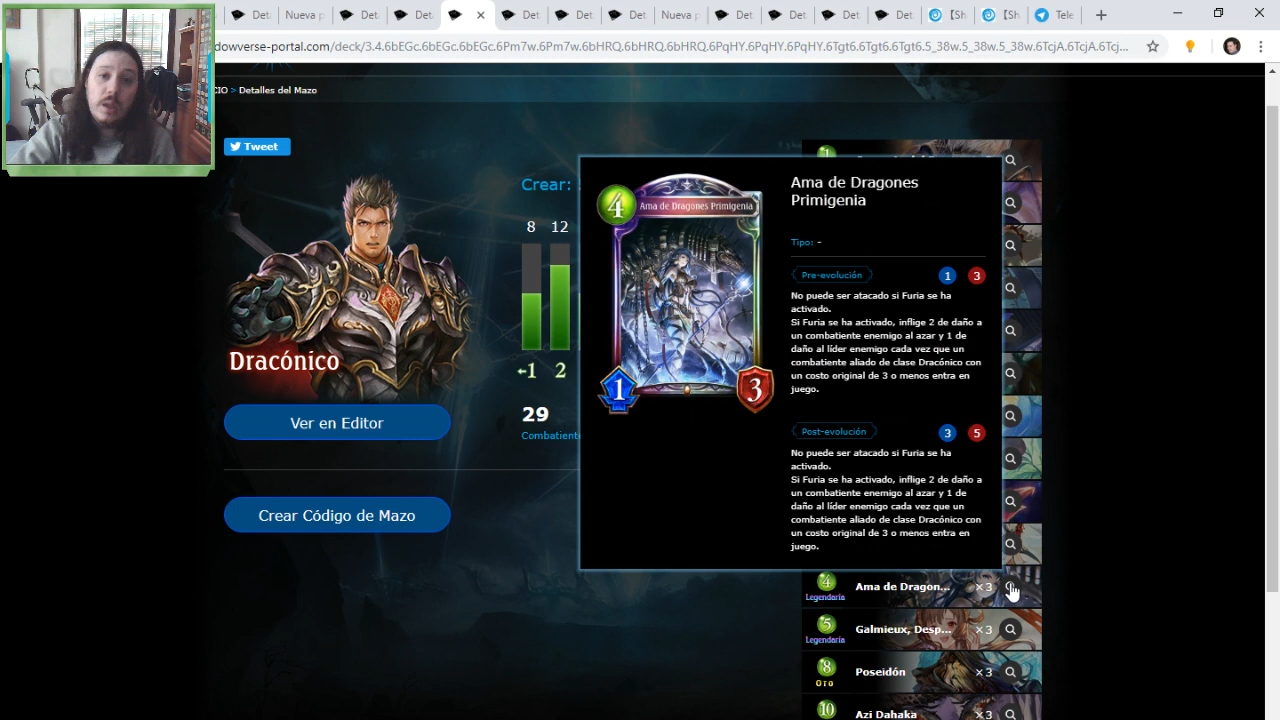 Det
Nueva p
Det
Det
Det
Det
Det
Det
Nueva p
Det
Det
Det
Det
[Sh
[Sh
Tele
dowverse-portal.com/deck/3.4.6bEGc.6bEGc.6bEGc.6Pm7w.6Pm7w.6bHRQ.6bHRQ.6bHRQ.6PqHY.6PqHY.6PqHY.6Tgt6.6Tgt6.6Tgt6.5_38w.5_38w.5_38w.6TcjA.6TcjA.6Tcj...
CIO > Detalles del Mazo
Tweet
Dracónico
Ver en Editor
Crear Código de Mazo
Crear:
8 12
←1 2
29
Combatiente
4
Ama de Dragones Primigenia
1
3
Ama de Dragones
Primigenia
Tipo: -
Pre-evolución 1 3
No puede ser atacado si Furia se ha
activado.
Si Furia se ha activado, inflige 2 de daño a
un combatiente enemigo al azar y 1 de
daño al líder enemigo cada vez que un
combatiente aliado de clase Dracónico con
un costo original de 3 o menos entra en
juego.
Post-evolución 3 5
No puede ser atacado si Furia se ha
activado.
Si Furia se ha activado, inflige 2 de daño a
un combatiente enemigo al azar y 1 de
daño al líder enemigo cada vez que un
combatiente aliado de clase Dracónico con
un costo original de 3 o menos entra en
juego.
1
4 Ama de Dragon... ×3
Legendaria
5 Galmieux, Desp... ×3
Legendaria
8 Poseidón ×3
Oro
10 Azi Dahaka ×3